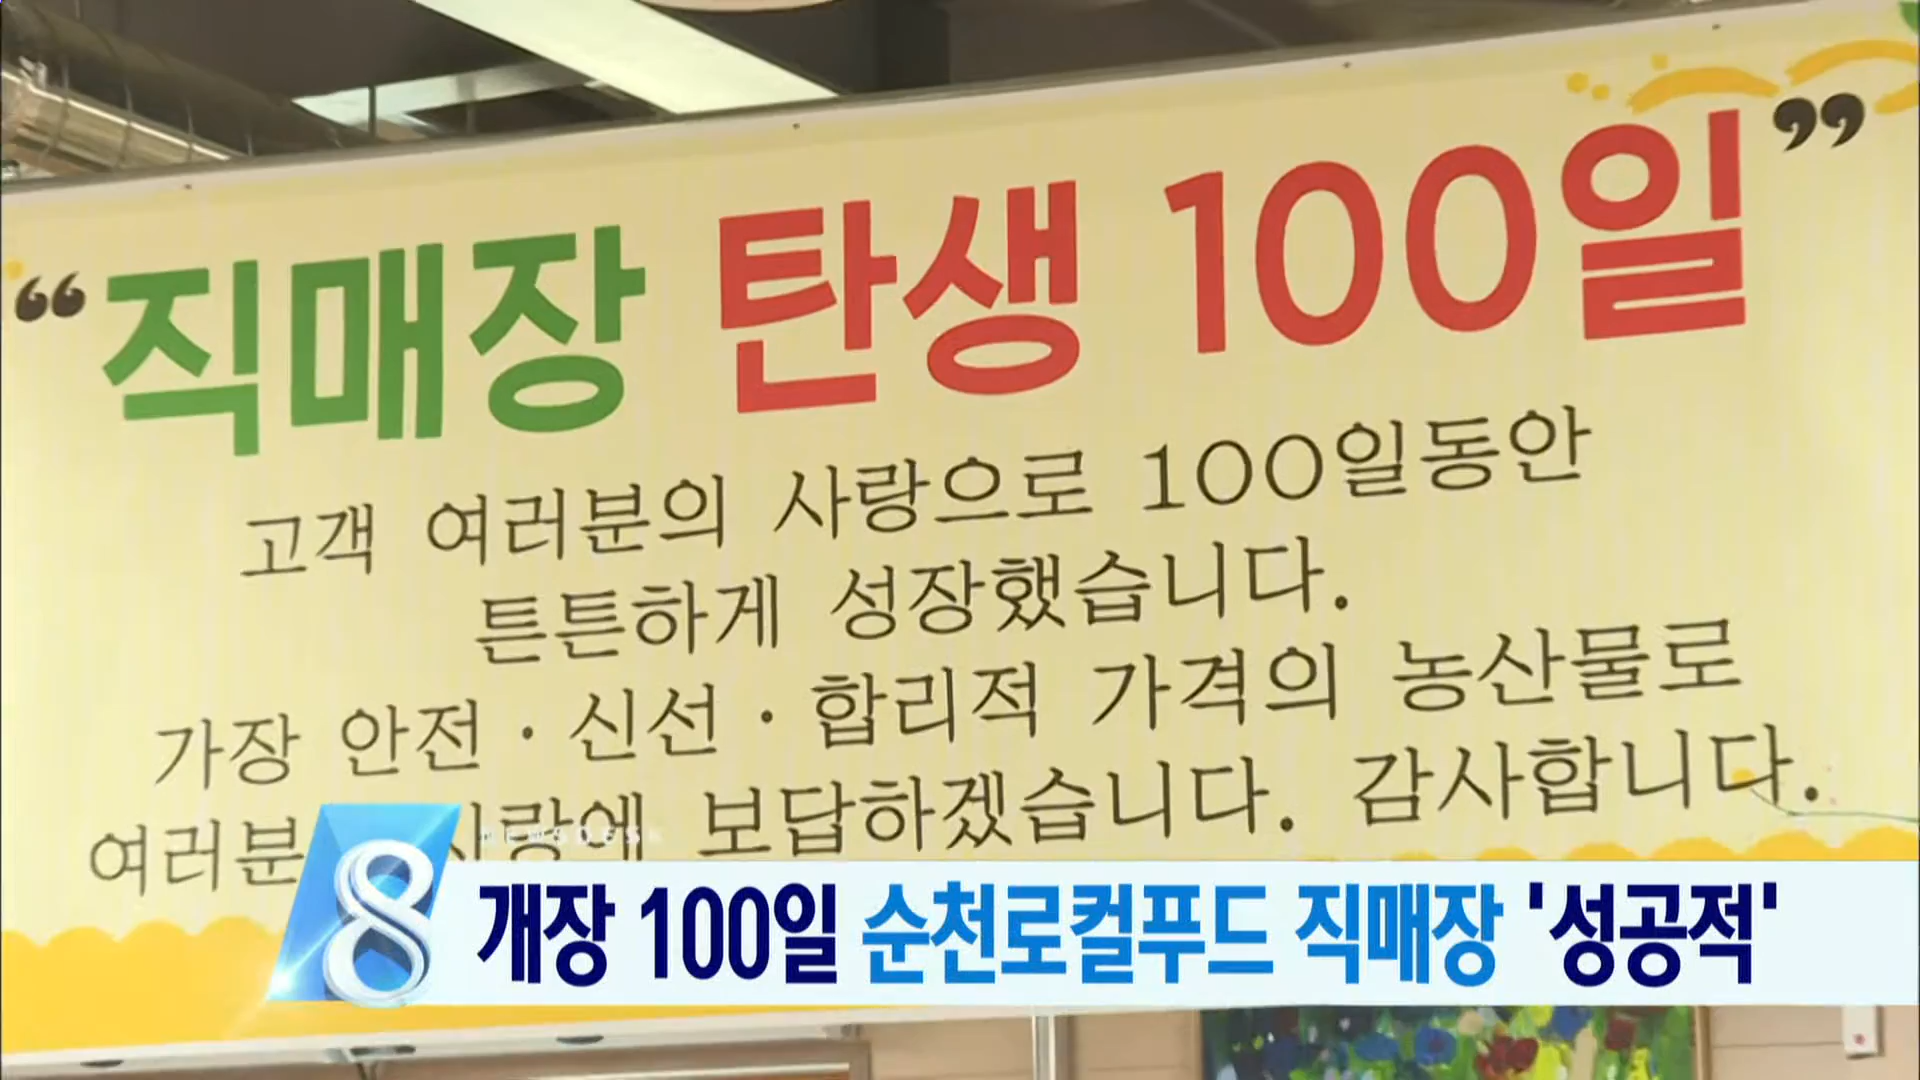 “직매장 탄생 100일”
고객 여러분의 사랑으로 100일동안
튼튼하게 성장했습니다.
가장 안전·신선·합리적 가격의 농산물로
여러분 사랑에 보답하겠습니다. 감사합니다.
8 NEWSDESK
개장 100일 순천로컬푸드 직매장 '성공적'